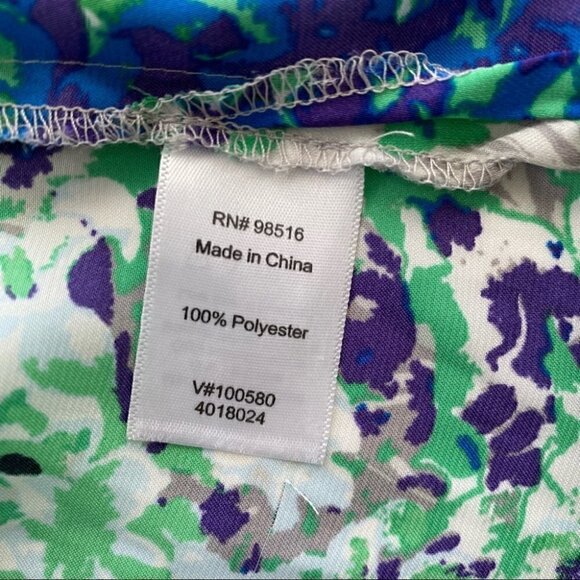 RN# 98516
Made in China
100% Polyester
V#100580
4018024